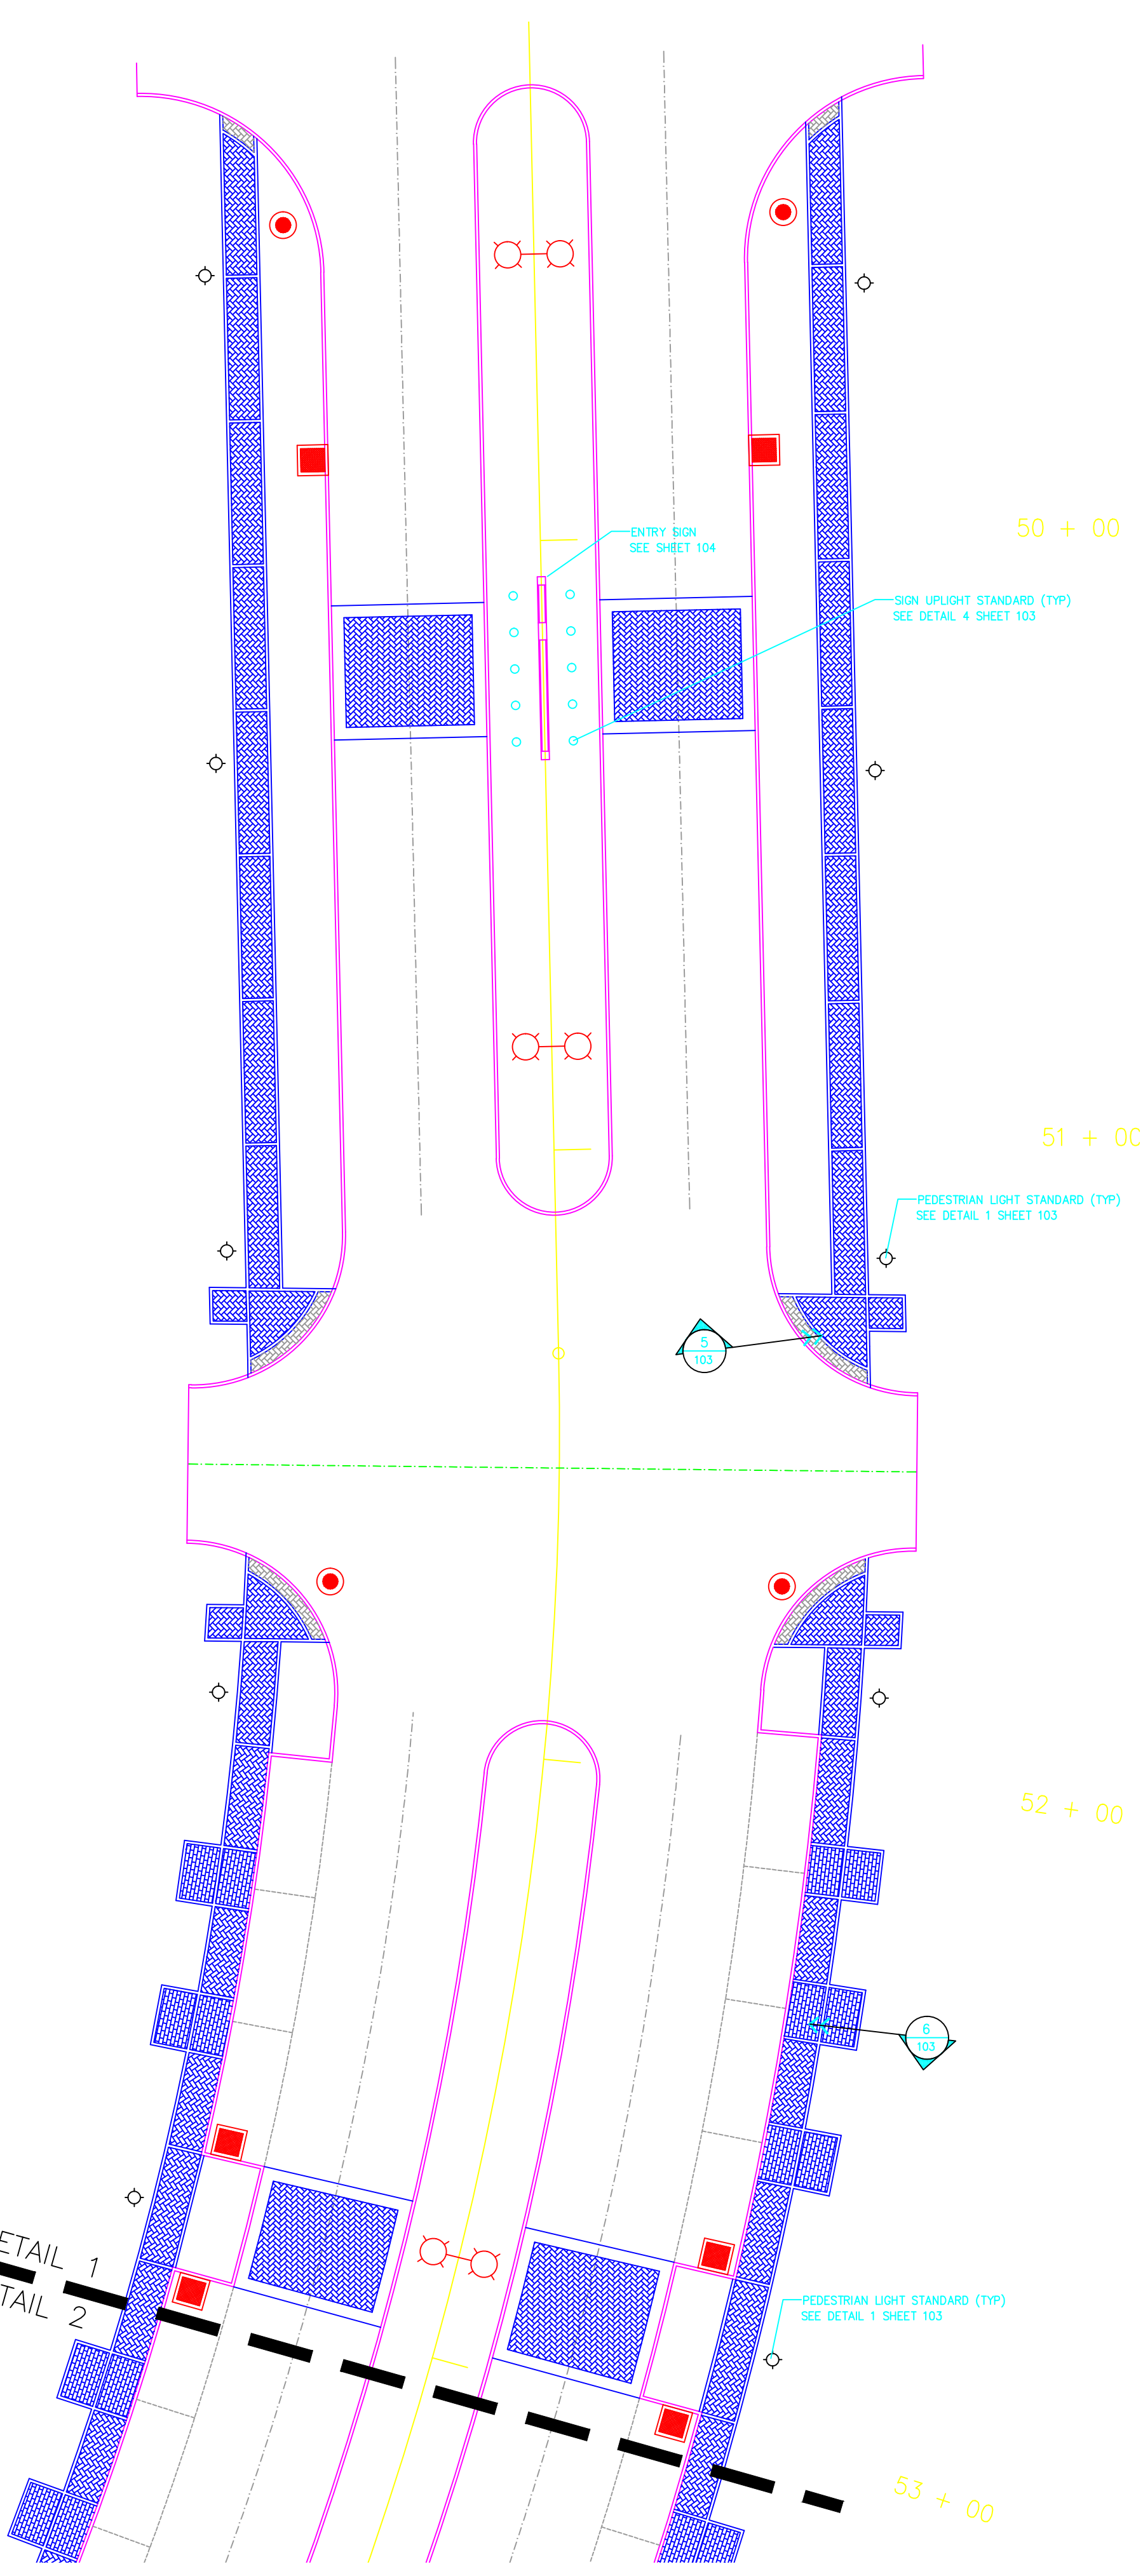 50 + 00
ENTRY SIGN
SEE SHEET 104
SIGN UPLIGHT STANDARD (TYP)
SEE DETAIL 4 SHEET 103
51 + 00
PEDESTRIAN LIGHT STANDARD (TYP)
SEE DETAIL 1 SHEET 103
5
103
52 + 00
6
103
ETAIL 1
TAIL 2
PEDESTRIAN LIGHT STANDARD (TYP)
SEE DETAIL 1 SHEET 103
53 + 00